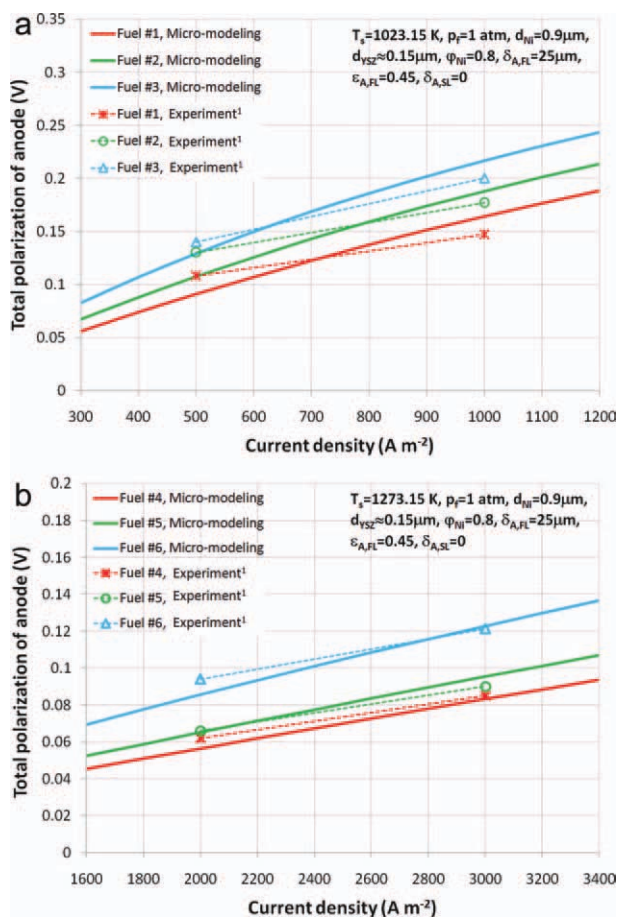 a
Total polarization of anode (V)
0.35
0.3
0.25
0.2
0.15
0.1
0.05
0
Fuel #1, Micro-modeling
Fuel #2, Micro-modeling
Fuel #3, Micro-modeling
Fuel #1, Experiment¹
Fuel #2, Experiment¹
Fuel #3, Experiment¹
Tₛ=1023.15 K, p_f=1 atm, d_Ni=0.9μm,
d_YSZ≈0.15μm, φ_Ni=0.8, δ_A,FL=25μm,
ε_A,FL=0.45, δ_A,SL=0
300 400 500 600 700 800 900 1000 1100 1200
Current density (A m⁻²)
b
Total polarization of anode (V)
0.2
0.18
0.16
0.14
0.12
0.1
0.08
0.06
0.04
0.02
0
Fuel #4, Micro-modeling
Fuel #5, Micro-modeling
Fuel #6, Micro-modeling
Fuel #4, Experiment¹
Fuel #5, Experiment¹
Fuel #6, Experiment¹
Tₛ=1273.15 K, p_f=1 atm, d_Ni=0.9μm,
d_YSZ≈0.15μm, φ_Ni=0.8, δ_A,FL=25μm,
ε_A,FL=0.45, δ_A,SL=0
1600 1800 2000 2200 2400 2600 2800 3000 3200 3400
Current density (A m⁻²)